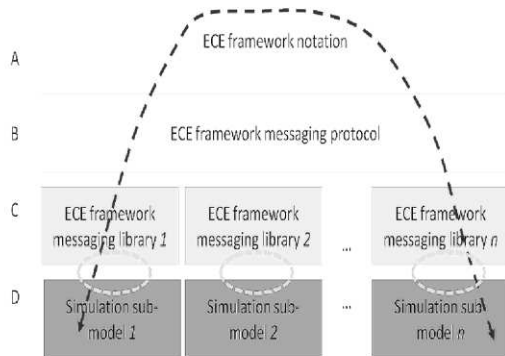 A
ECE framework notation
B
ECE framework messaging protocol
C
ECE framework
messaging library 1
ECE framework
messaging library 2
...
ECE framework
messaging library n
D
Simulation sub-
model 1
Simulation sub-
model 2
...
Simulation sub-
model n